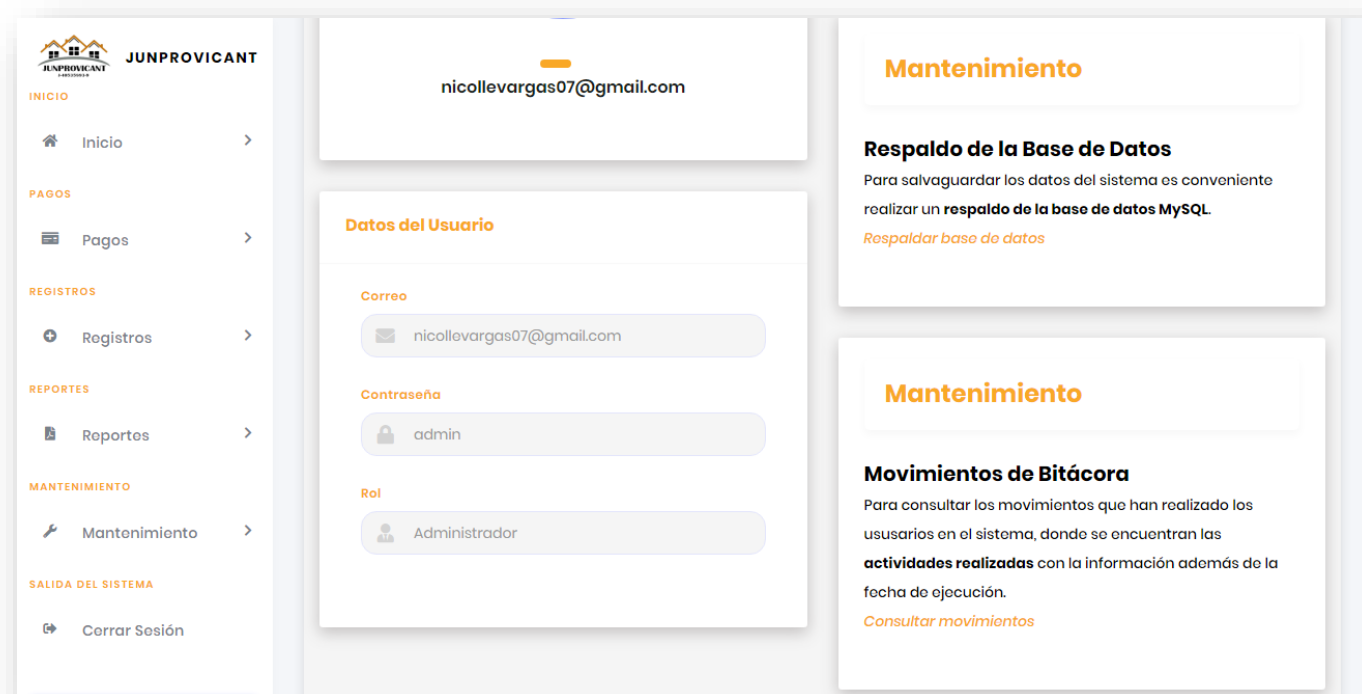 JUNPROVICANT
JUNPROVICANT
INICIO
Inicio
PAGOS
Pagos
REGISTROS
Registros
REPORTES
Reportes
MANTENIMIENTO
Mantenimiento
SALIDA DEL SISTEMA
Cerrar Sesión
nicollevargas07@gmail.com
Datos del Usuario
Correo
nicollevargas07@gmail.com
Contraseña
admin
Rol
Administrador
Mantenimiento
Respaldo de la Base de Datos
Para salvaguardar los datos del sistema es conveniente
realizar un respaldo de la base de datos MySQL.
Respaldar base de datos
Mantenimiento
Movimientos de Bitácora
Para consultar los movimientos que han realizado los
ususarios en el sistema, donde se encuentran las
actividades realizadas con la información además de la
fecha de ejecución.
Consultar movimientos